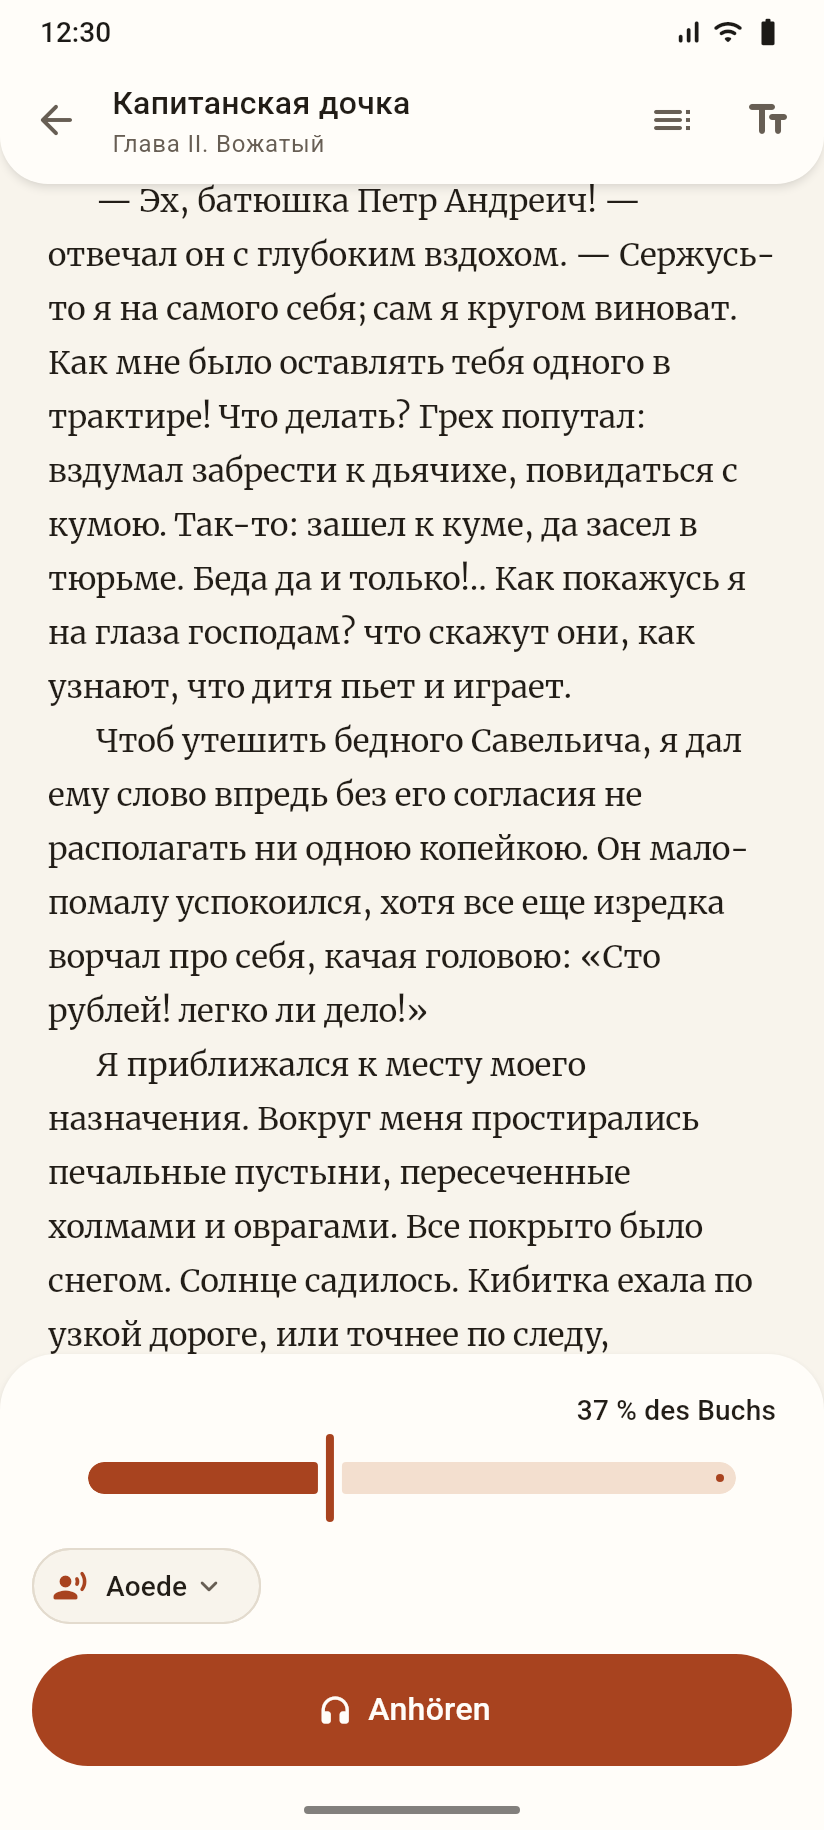 12:30
Капитанская дочка
Глава II. Вожатый
— Эх, батюшка Петр Андреич! —
отвечал он с глубоким вздохом. — Сержусь-
то я на самого себя; сам я кругом виноват.
Как мне было оставлять тебя одного в
трактире! Что делать? Грех попутал:
вздумал забрести к дьячихе, повидаться с
кумою. Так-то: зашел к куме, да засел в
тюрьме. Беда да и только!.. Как покажусь я
на глаза господам? что скажут они, как
узнают, что дитя пьет и играет.
Чтоб утешить бедного Савельича, я дал
ему слово впредь без его согласия не
располагать ни одною копейкою. Он мало-
помалу успокоился, хотя все еще изредка
ворчал про себя, качая головою: «Сто
рублей! легко ли дело!»
Я приближался к месту моего
назначения. Вокруг меня простирались
печальные пустыни, пересеченные
холмами и оврагами. Все покрыто было
снегом. Солнце садилось. Кибитка ехала по
узкой дороге, или точнее по следу,
37 % des Buchs
Aoede
Anhören